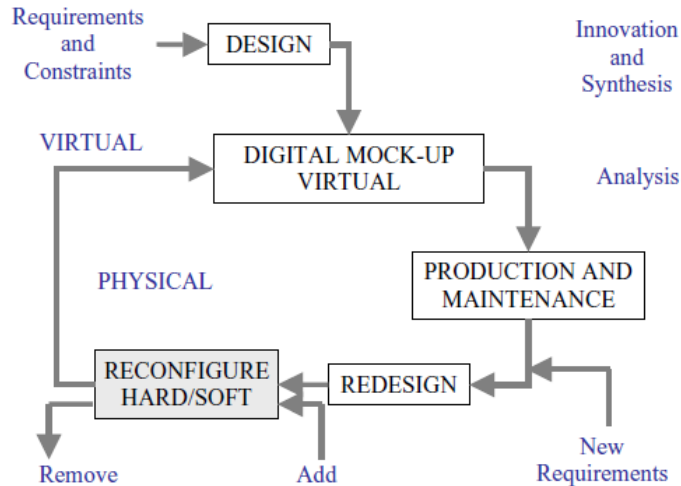 Requirements
and
Constraints
DESIGN
Innovation
and
Synthesis
VIRTUAL
DIGITAL MOCK-UP
VIRTUAL
Analysis
PHYSICAL
PRODUCTION AND
MAINTENANCE
RECONFIGURE
HARD/SOFT
REDESIGN
Remove
Add
New
Requirements